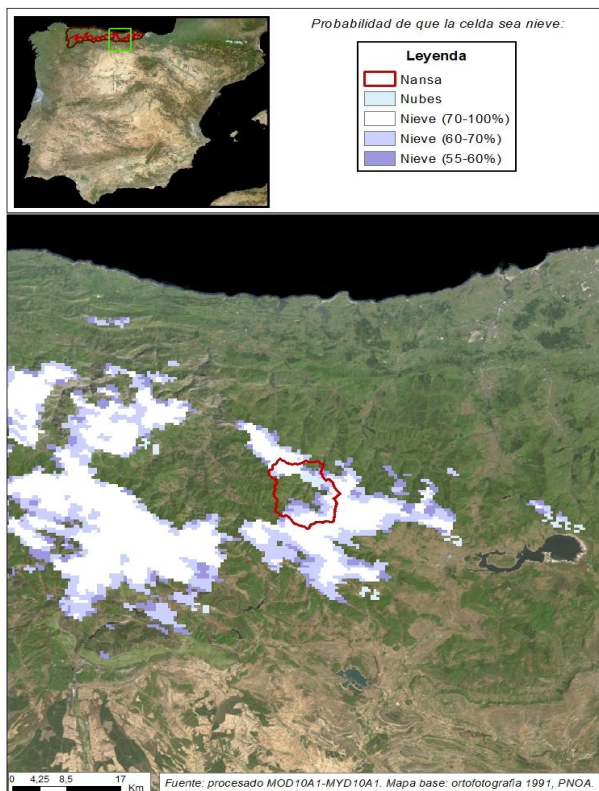 Probabilidad de que la celda sea nieve:
Leyenda
Nansa
Nubes
Nieve (70-100%)
Nieve (60-70%)
Nieve (55-60%)
0 4,25 8,5 17
Km
Fuente: procesado MOD10A1-MYD10A1. Mapa base: ortofotografia 1991, PNOA.